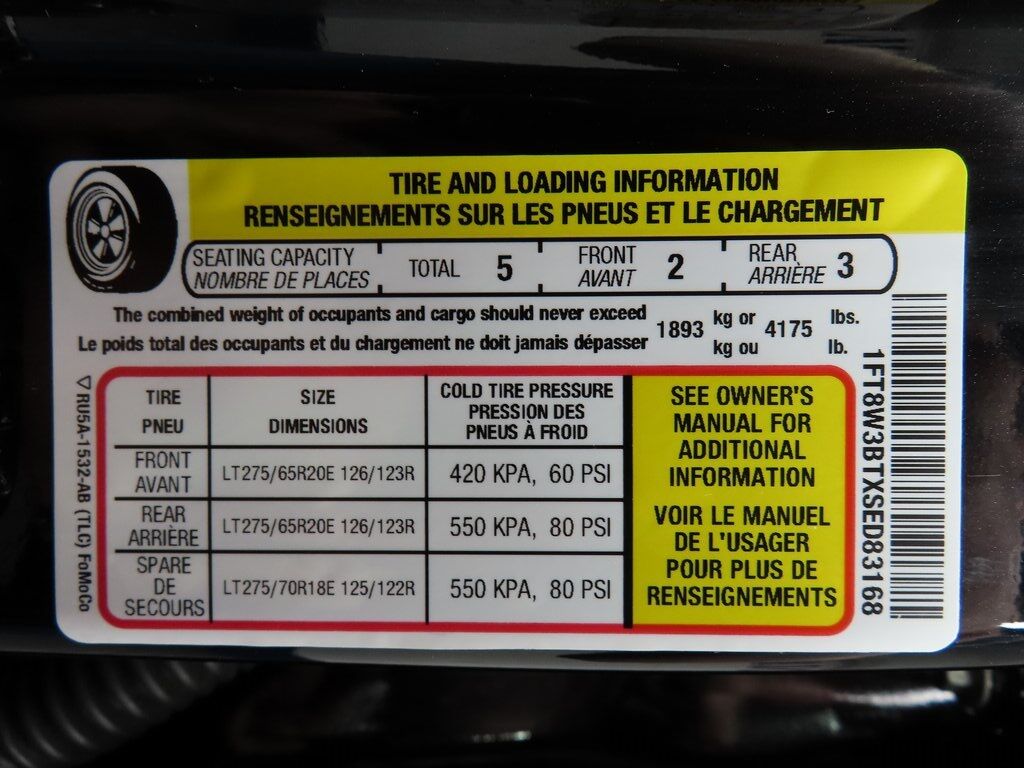 TIRE AND LOADING INFORMATION
RENSEIGNEMENTS SUR LES PNEUS ET LE CHARGEMENT
SEATING CAPACITY
NOMBRE DE PLACES
TOTAL 5
FRONT
AVANT
2
REAR
ARRIÈRE
3
The combined weight of occupants and cargo should never exceed
Le poids total des occupants et du chargement ne doit jamais dépasser
1893
kg or
kg ou
4175
lbs.
lb.
TIRE
PNEU
SIZE
DIMENSIONS
COLD TIRE PRESSURE
PRESSION DES
PNEUS À FROID
FRONT
AVANT
LT275/65R20E 126/123R
420 KPA, 60 PSI
REAR
ARRIÈRE
LT275/65R20E 126/123R
550 KPA, 80 PSI
SPARE
DE
SECOURS
LT275/70R18E 125/122R
550 KPA, 80 PSI
SEE OWNER'S
MANUAL FOR
ADDITIONAL
INFORMATION
VOIR LE MANUEL
DE L'USAGER
POUR PLUS DE
RENSEIGNEMENTS
1FT8W3BTXSED83168
▽RU5A-1532-AB (TLC) FoMoCo